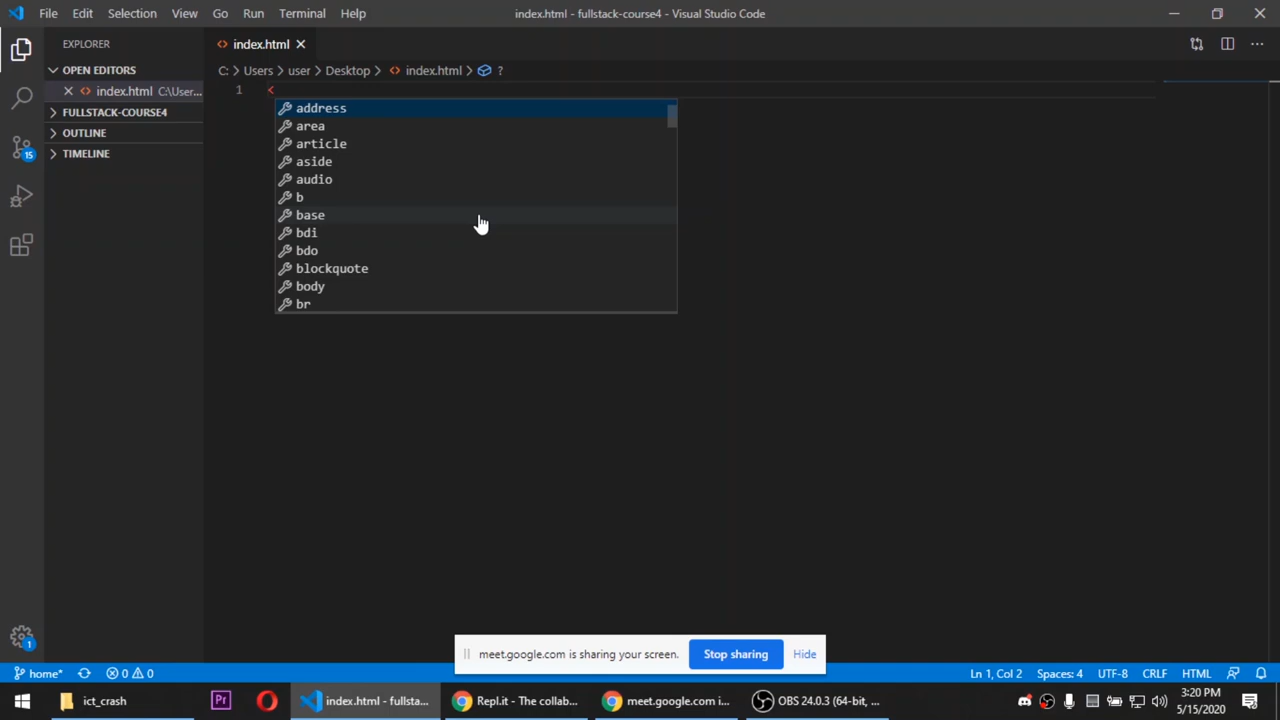 File Edit Selection View Go Run Terminal Help index.html - fullstack-course4 - Visual Studio Code
EXPLORER
index.html
OPEN EDITORS
index.html C:\User...
FULLSTACK-COURSE4
OUTLINE
TIMELINE
C: > Users > user > Desktop > index.html > ?
1 <
address
area
article
aside
audio
b
base
bdi
bdo
blockquote
body
br
15
1
meet.google.com is sharing your screen. Stop sharing Hide
home* 0 0 Ln 1, Col 2 Spaces: 4 UTF-8 CRLF HTML
ict_crash Pr index.html - fullsta... Repl.it - The collab... meet.google.com i... OBS 24.0.3 (64-bit, ... 3:20 PM
5/15/2020